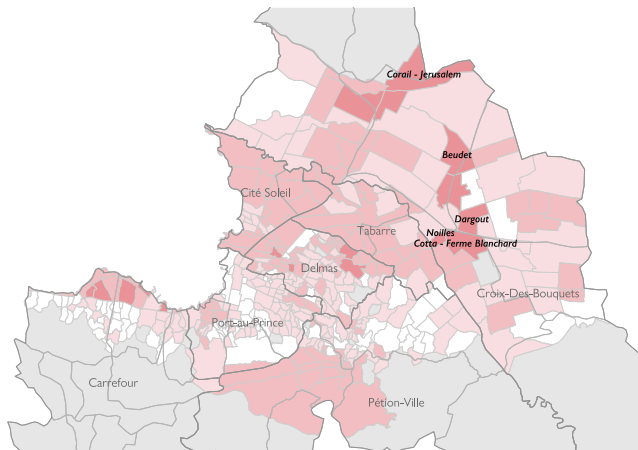 Corail - Jerusalem
Beudet
Cité Soleil
Dargout
Tabarre
Noilles
Cotta - Ferme Blanchard
Delmas
Croix-Des-Bouquets
Port-au-Prince
Carrefour
Pétion-Ville